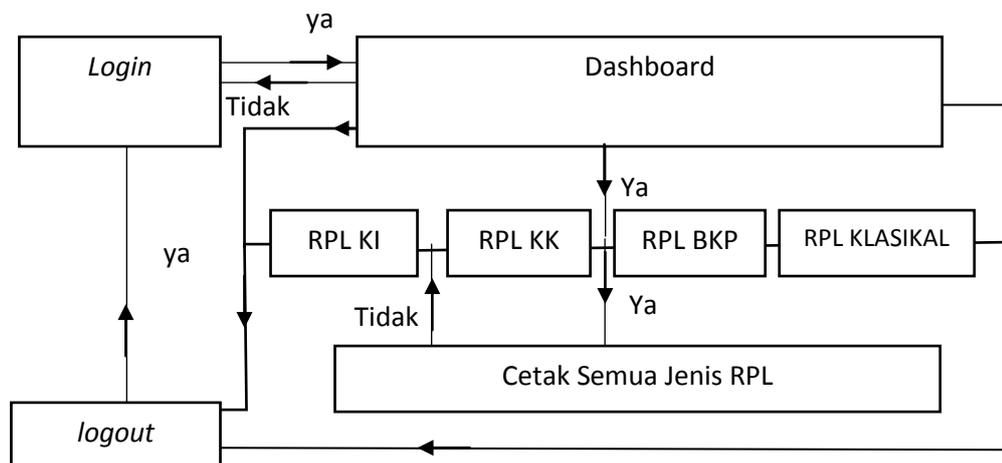 ya
Login
Dashboard
Tidak
Ya
RPL KI
RPL KK
RPL BKP
RPL KLASIKAL
ya
Tidak
Ya
Cetak Semua Jenis RPL
logout